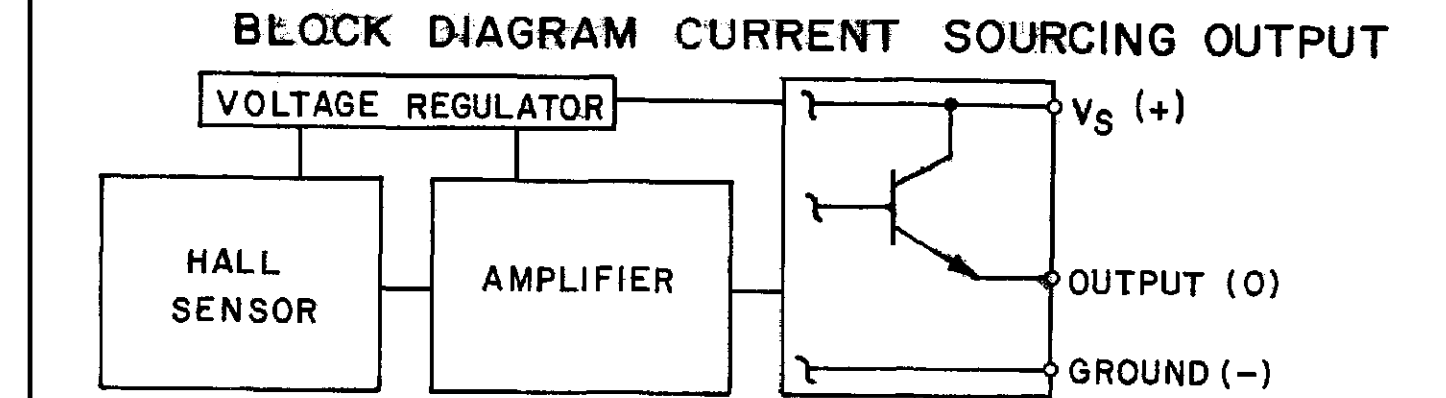 BLOCK DIAGRAM CURRENT SOURCING OUTPUT
VOLTAGE REGULATOR
VS (+)
HALL
SENSOR
AMPLIFIER
OUTPUT (O)
GROUND (-)